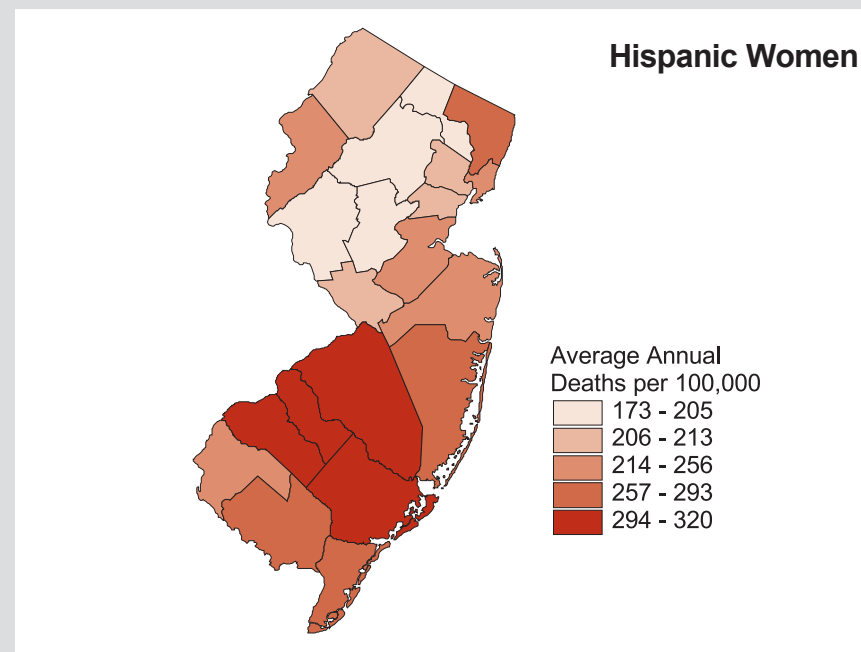 Hispanic Women
Average Annual
Deaths per 100,000
173 - 205
206 - 213
214 - 256
257 - 293
294 - 320